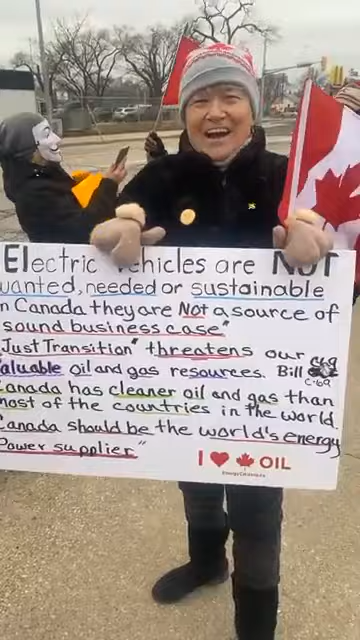 Electric Vehicles are NOT
wanted, needed or sustainable
in Canada they are Not a source of
sound business case"
"Just Transition" threatens our
valuable oil and gas resources. Bill
C-69
Canada has cleaner oil and gas than
most of the countries in the world.
Canada should be the world's energy
Power supplier."
I ❤ 🍁 OIL